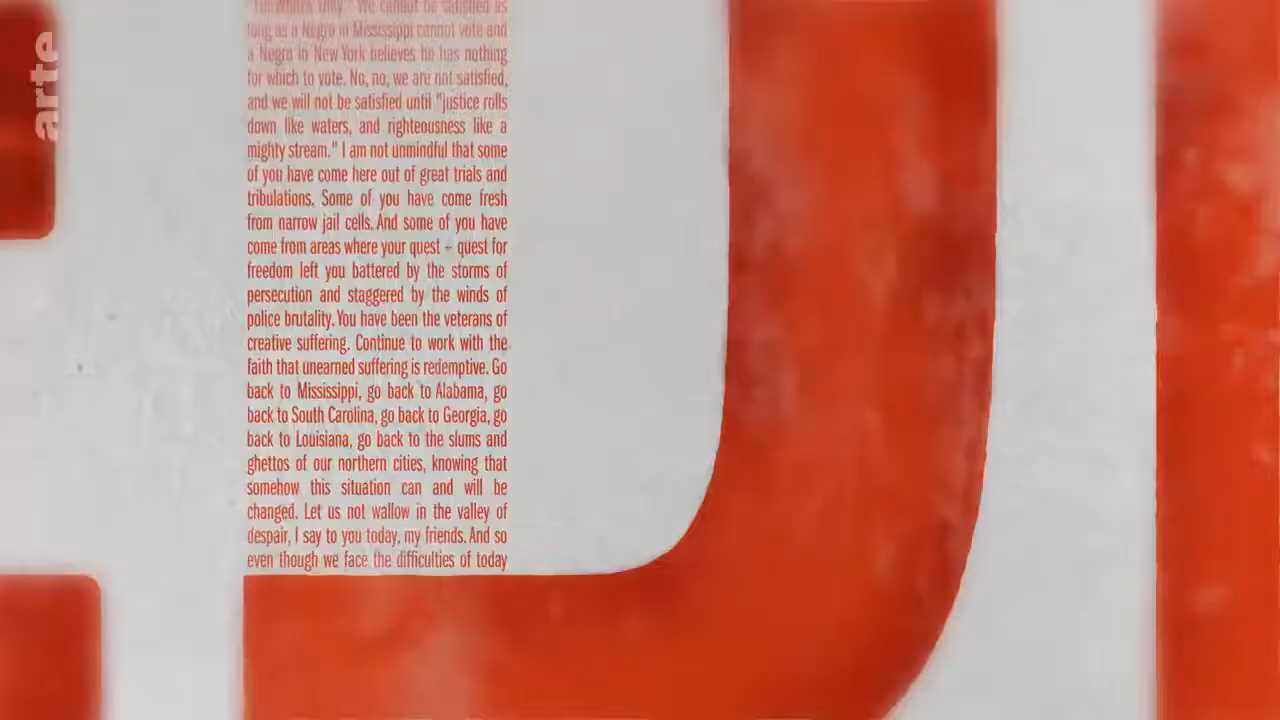 arte
"For Whites Only." We cannot be satisfied as
long as a Negro in Mississippi cannot vote and
a Negro in New York believes he has nothing
for which to vote. No, no, we are not satisfied,
and we will not be satisfied until "justice rolls
down like waters, and righteousness like a
mighty stream." I am not unmindful that some
of you have come here out of great trials and
tribulations. Some of you have come fresh
from narrow jail cells. And some of you have
come from areas where your quest – quest for
freedom left you battered by the storms of
persecution and staggered by the winds of
police brutality. You have been the veterans of
creative suffering. Continue to work with the
faith that unearned suffering is redemptive. Go
back to Mississippi, go back to Alabama, go
back to South Carolina, go back to Georgia, go
back to Louisiana, go back to the slums and
ghettos of our northern cities, knowing that
somehow this situation can and will be
changed. Let us not wallow in the valley of
despair, I say to you today, my friends. And so
even though we face the difficulties of today